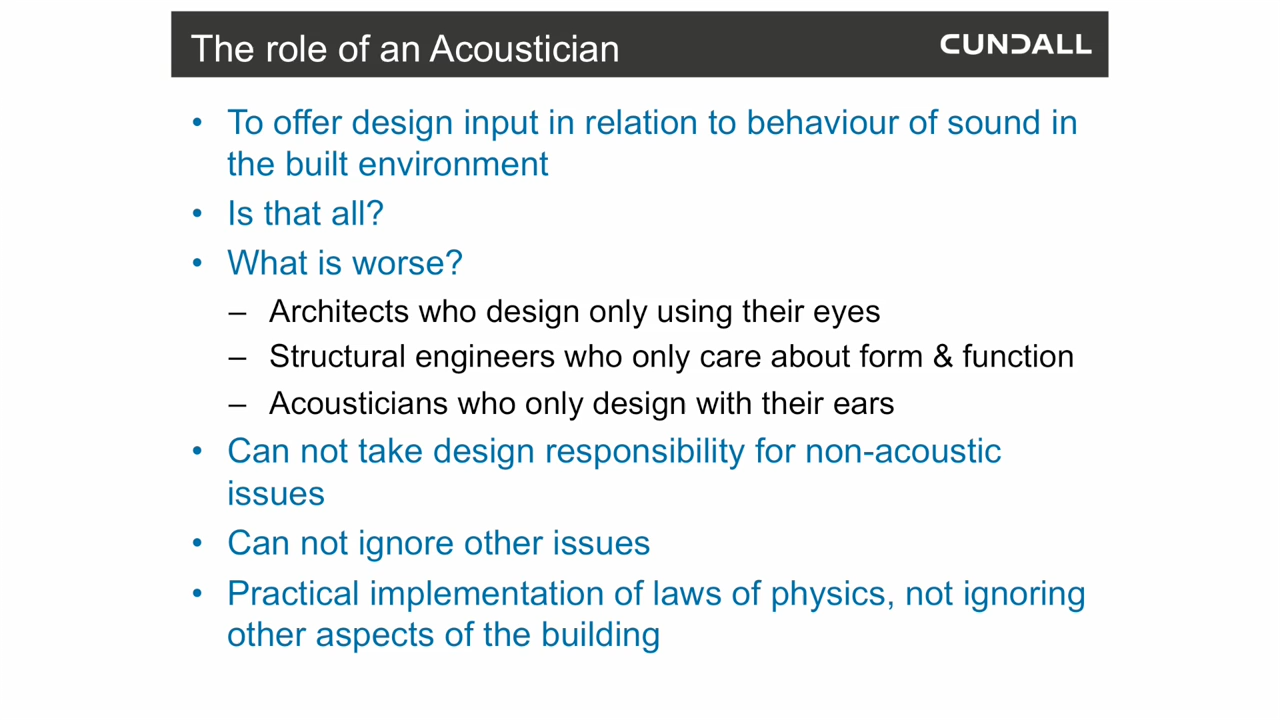 The role of an Acoustician
CUNDALL
• To offer design input in relation to behaviour of sound in
the built environment
• Is that all?
• What is worse?
– Architects who design only using their eyes
– Structural engineers who only care about form & function
– Acousticians who only design with their ears
• Can not take design responsibility for non-acoustic
issues
• Can not ignore other issues
• Practical implementation of laws of physics, not ignoring
other aspects of the building